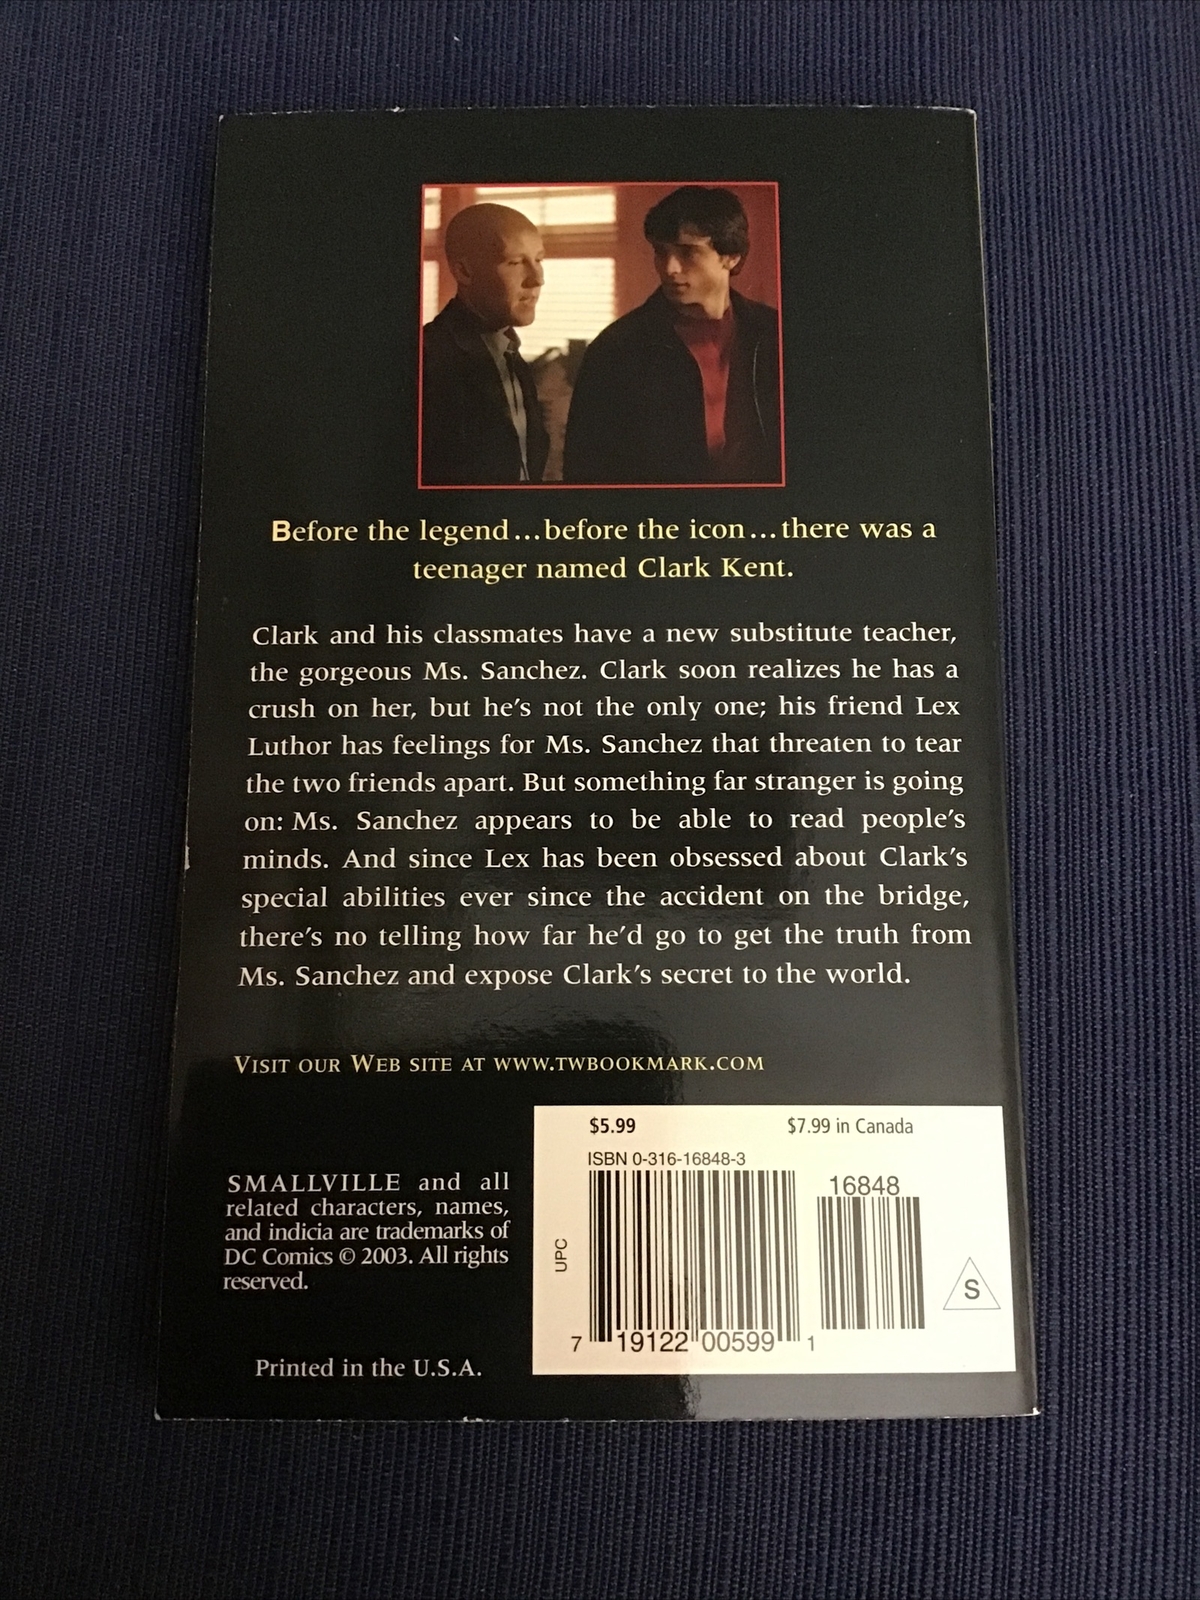 Before the legend...before the icon...there was a
teenager named Clark Kent.
Clark and his classmates have a new substitute teacher,
the gorgeous Ms. Sanchez. Clark soon realizes he has a
crush on her, but he's not the only one; his friend Lex
Luthor has feelings for Ms. Sanchez that threaten to tear
the two friends apart. But something far stranger is going
on: Ms. Sanchez appears to be able to read people's
minds. And since Lex has been obsessed about Clark's
special abilities ever since the accident on the bridge,
there's no telling how far he'd go to get the truth from
Ms. Sanchez and expose Clark's secret to the world.
VISIT OUR WEB SITE AT WWW.TWBOOKMARK.COM
SMALLVILLE and all
related characters, names,
and indicia are trademarks of
DC Comics © 2003. All rights
reserved.
Printed in the U.S.A.
$5.99 $7.99 in Canada
ISBN 0-316-16848-3
16848
UPC
7 19122 00599 1
S